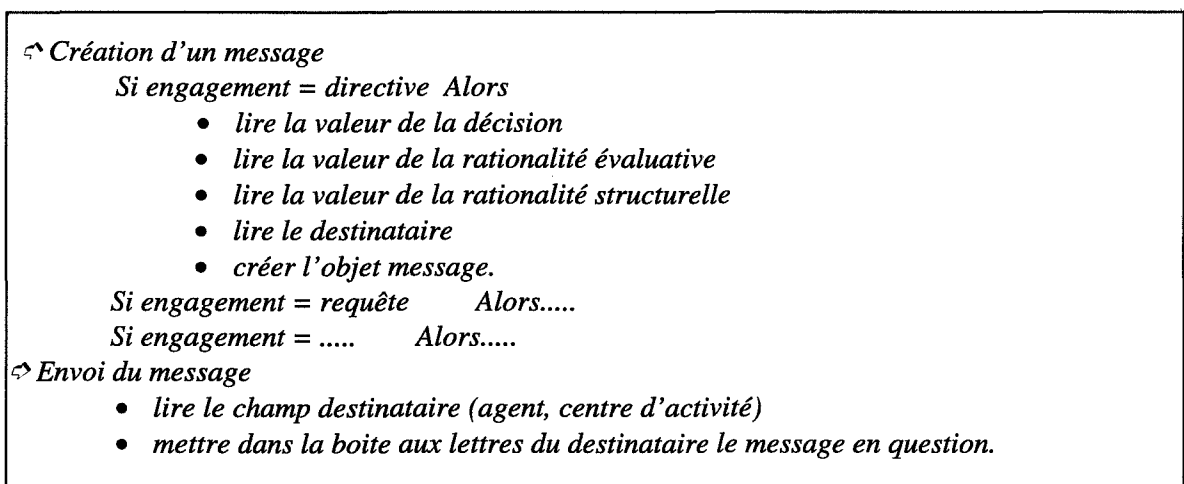 ➪ Création d'un message
Si engagement = directive Alors
• lire la valeur de la décision
• lire la valeur de la rationalité évaluative
• lire la valeur de la rationalité structurelle
• lire le destinataire
• créer l'objet message.
Si engagement = requête Alors.....
Si engagement = ..... Alors.....
➪ Envoi du message
• lire le champ destinataire (agent, centre d'activité)
• mettre dans la boite aux lettres du destinataire le message en question.